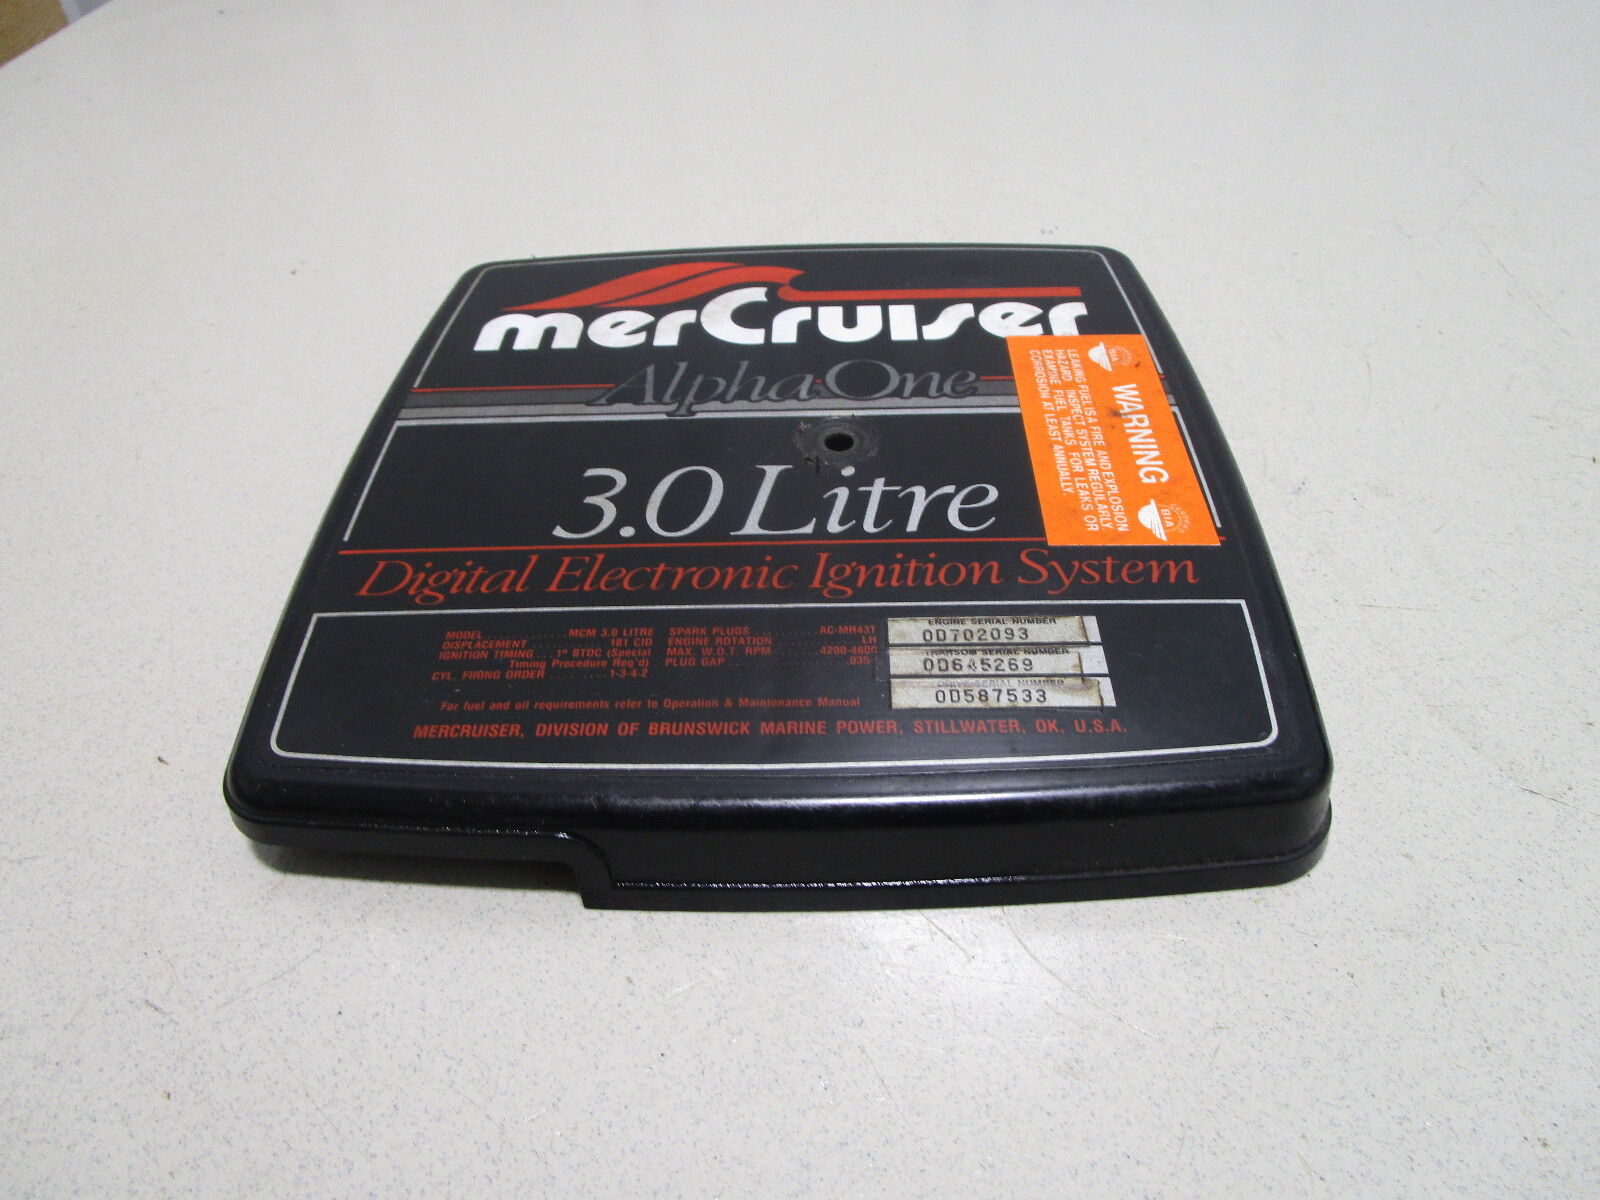 merCruiser
Alpha One
3.0 Litre
Digital Electronic Ignition System
WARNING
LEAKING FUEL IS A FIRE AND EXPLOSION
HAZARD. INSPECT SYSTEM REGULARLY
EXAMINE FUEL TANKS FOR LEAKS OR
CORROSION AT LEAST ANNUALLY.
BIA
BIA
MODEL.............MCM 3.0 LITRE
DISPLACEMENT.............181 CID
IGNITION TIMING...1° BTDC (Special
Timing Procedure Req'd)
CYL. FIRING ORDER.........1-3-4-2
SPARK PLUGS..........AC-MR43T
ENGINE ROTATION..............LH
MAX. W.O.T. RPM.......4200-4600
PLUG GAP..................035
ENGINE SERIAL NUMBER
0D702093
TRANSOM SERIAL NUMBER
0D645269
DRIVE SERIAL NUMBER
0D587533
For fuel and oil requirements refer to Operation & Maintenance Manual
MERCRUISER, DIVISION OF BRUNSWICK MARINE POWER, STILLWATER, OK, U.S.A.